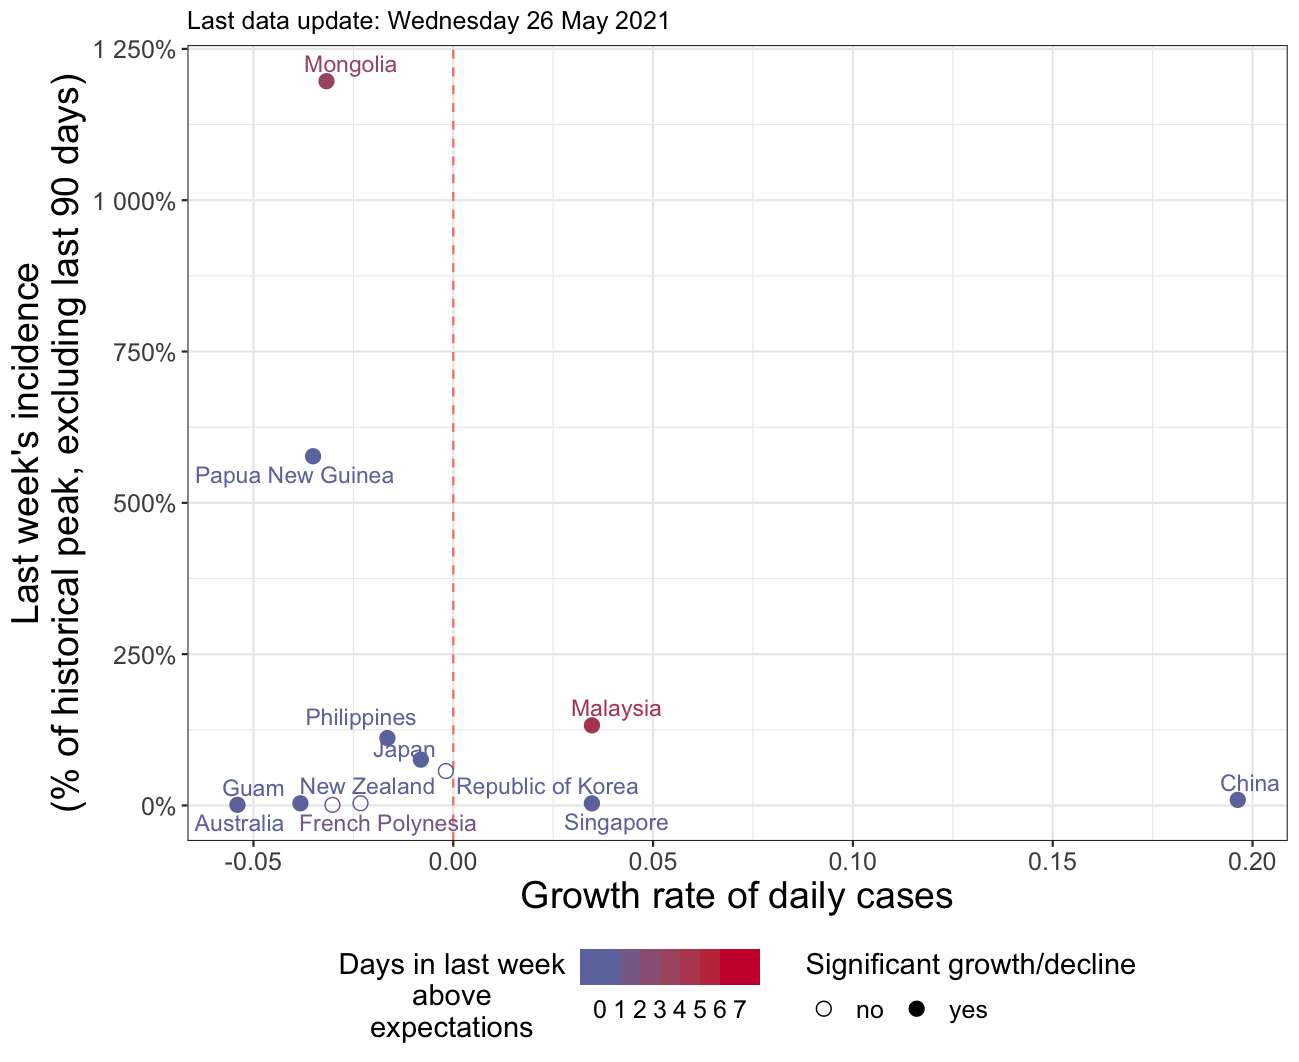 Last data update: Wednesday 26 May 2021
Last week's incidence
(% of historical peak, excluding last 90 days)
1 250%
1 000%
750%
500%
250%
0%
Mongolia
Papua New Guinea
Malaysia
Philippines
Japan
China
Guam
New Zealand
Republic of Korea
Australia
French Polynesia
Singapore
-0.05
0.00
0.05
0.10
0.15
0.20
Growth rate of daily cases
Days in last week
above
expectations
0 1 2 3 4 5 6 7
Significant growth/decline
no
yes